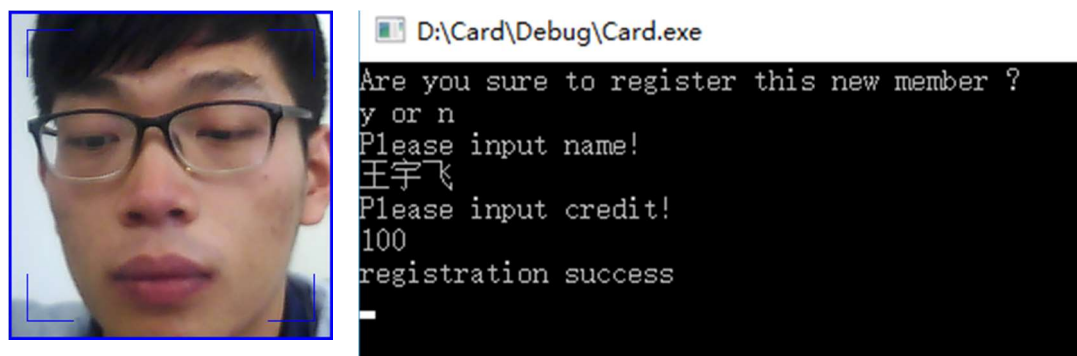 D:\Card\Debug\Card.exe
Are you sure to register this new member ?
y or n
Please input name!
王宇飞
Please input credit!
100
registration success